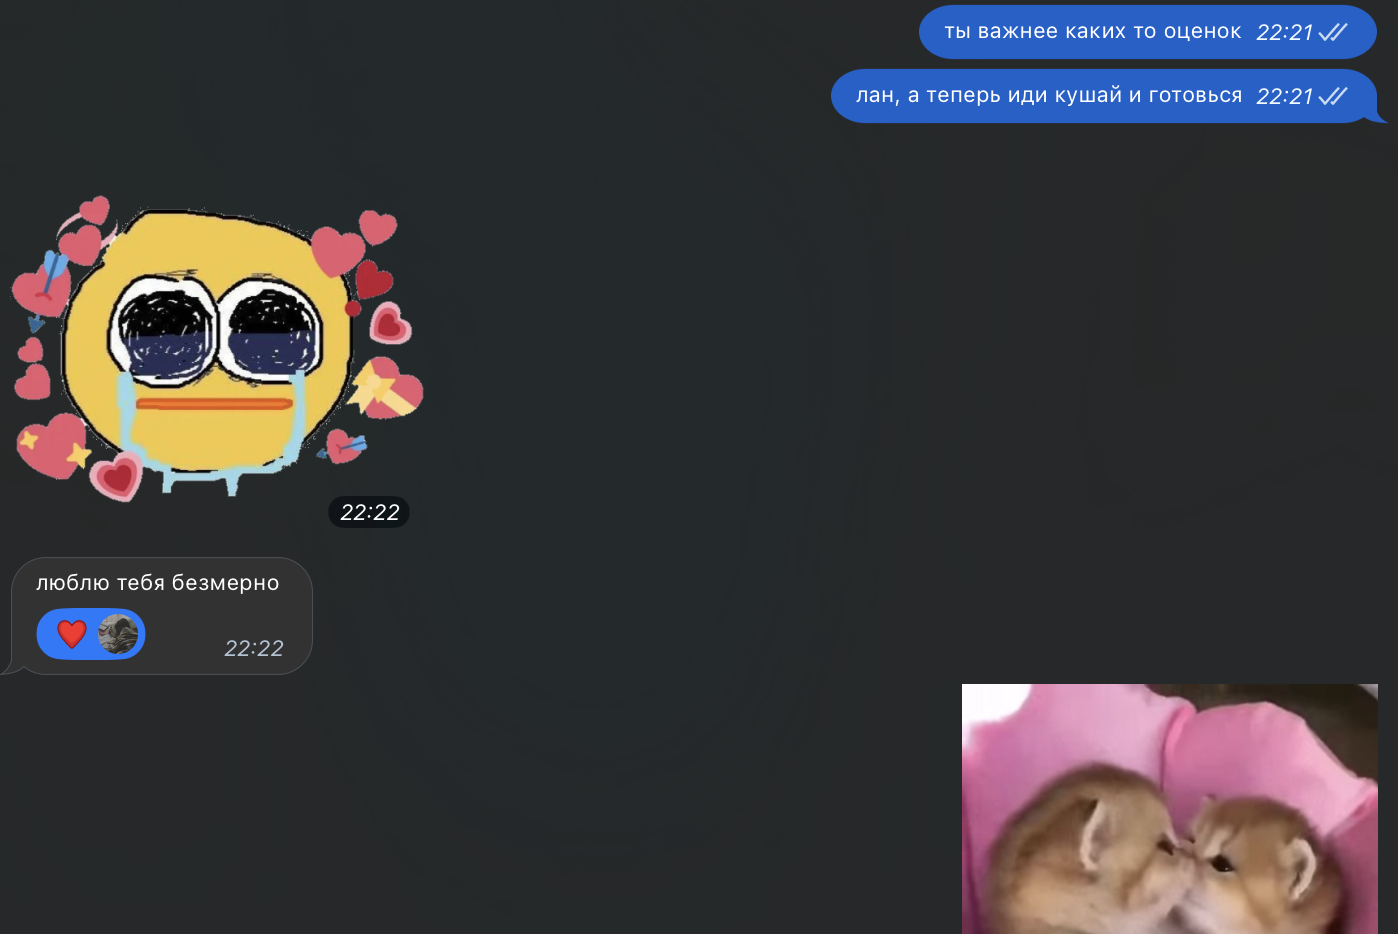 ты важнее каких то оценок 22:21
лан, а теперь иди кушай и готовься 22:21
22:22
люблю тебя безмерно
22:22